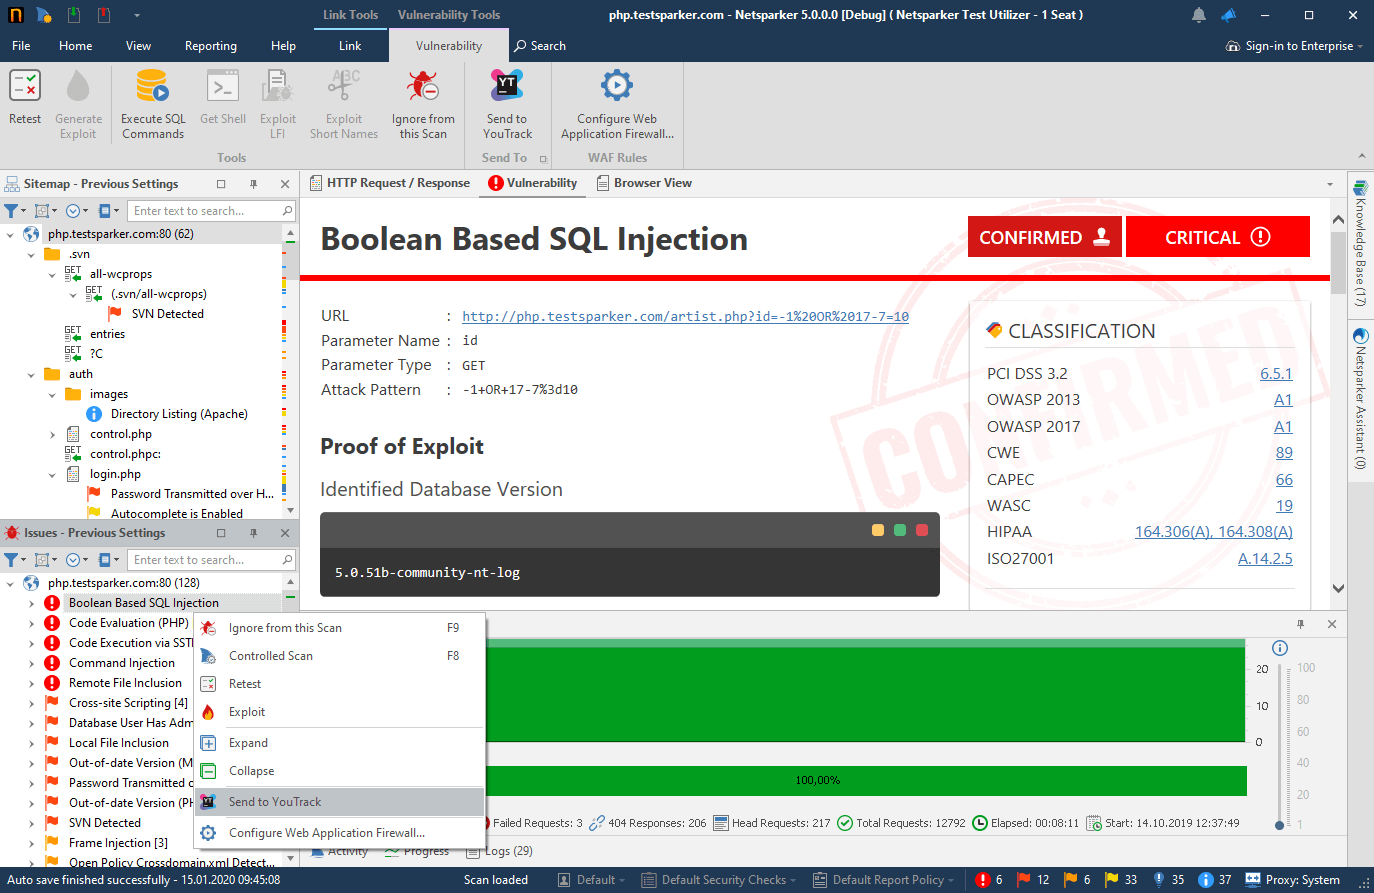 Link Tools Vulnerability Tools php.testsparker.com - Netsparker 5.0.0.0 [Debug] ( Netsparker Test Utilizer - 1 Seat )
File Home View Reporting Help Link Vulnerability Search Sign-in to Enterprise
Retest
Generate Exploit
Execute SQL Commands
Get Shell
Exploit LFI
Exploit Short Names
Ignore from this Scan
Send to YouTrack
Configure Web Application Firewall...
Tools Send To WAF Rules
Sitemap - Previous Settings
Enter text to search...
php.testsparker.com:80 (62)
.svn
GET all-wcprops
GET (.svn/all-wcprops)
SVN Detected
GET entries
GET ?C
auth
images
Directory Listing (Apache)
control.php
GET control.phpc:
login.php
Password Transmitted over H...
Autocomplete is Enabled
Issues - Previous Settings
Enter text to search...
php.testsparker.com:80 (128)
Boolean Based SQL Injection
Code Evaluation (PHP)
Code Execution via SSTI
Command Injection
Remote File Inclusion
Cross-site Scripting [4]
Database User Has Adm
Local File Inclusion
Out-of-date Version (M
Password Transmitted o
Out-of-date Version (PH
SVN Detected
Frame Injection [3]
Open Policy Crossdomain.xml Detect...
Ignore from this Scan F9
Controlled Scan F8
Retest
Exploit
Expand
Collapse
Send to YouTrack
Configure Web Application Firewall...
HTTP Request / Response Vulnerability Browser View
Boolean Based SQL Injection
CONFIRMED CRITICAL
URL : http://php.testsparker.com/artist.php?id=-1%20OR%2017-7=10
Parameter Name : id
Parameter Type : GET
Attack Pattern : -1+OR+17-7%3d10
Proof of Exploit
Identified Database Version
5.0.51b-community-nt-log
CONFIRMED
CLASSIFICATION
PCI DSS 3.2 6.5.1
OWASP 2013 A1
OWASP 2017 A1
CWE 89
CAPEC 66
WASC 19
HIPAA 164.306(A), 164.308(A)
ISO27001 A.14.2.5
Knowledge Base (17)
Netsparker Assistant (0)
20
10
0
100
80
60
40
20
1
100,00%
Failed Requests: 3 404 Responses: 206 Head Requests: 217 Total Requests: 12792 Elapsed: 00:08:11 Start: 14.10.2019 12:37:49
Activity Progress Logs (29)
Auto save finished successfully - 15.01.2020 09:45:08 Scan loaded Default Default Security Checks Default Report Policy 6 12 6 33 35 37 Proxy: System